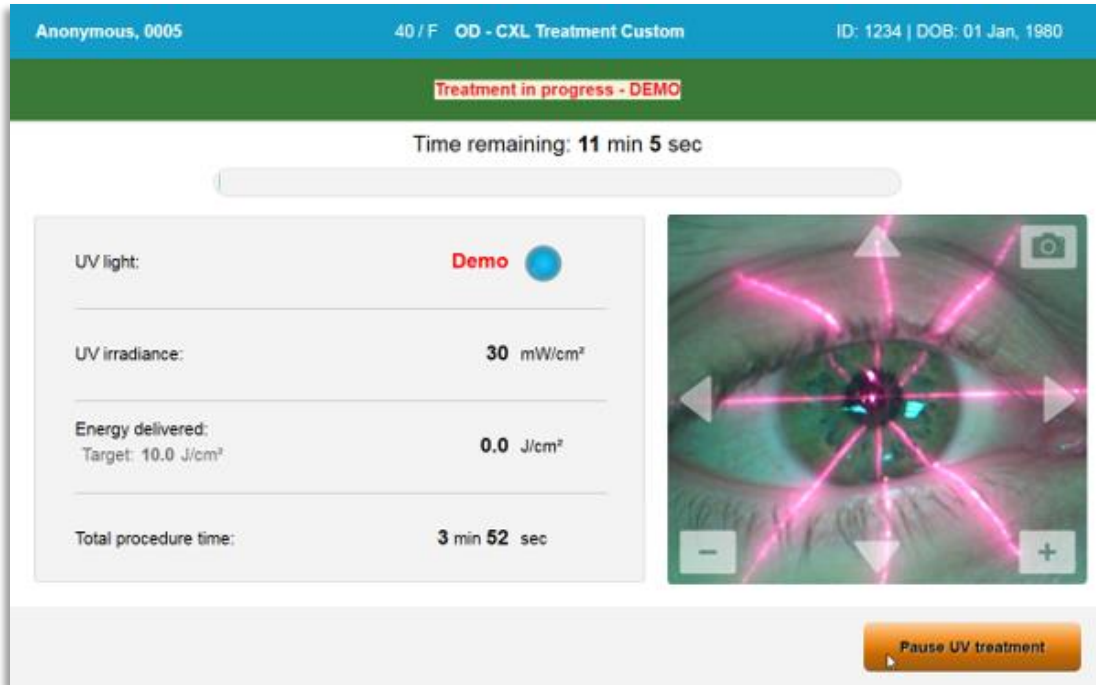 Anonymous, 0005 40 / F OD - CXL Treatment Custom ID: 1234 | DOB: 01 Jan, 1980
Treatment in progress - DEMO
Time remaining: 11 min 5 sec
UV light: Demo
UV irradiance: 30 mW/cm²
Energy delivered:
Target: 10.0 J/cm² 0.0 J/cm²
Total procedure time: 3 min 52 sec
Pause UV treatment